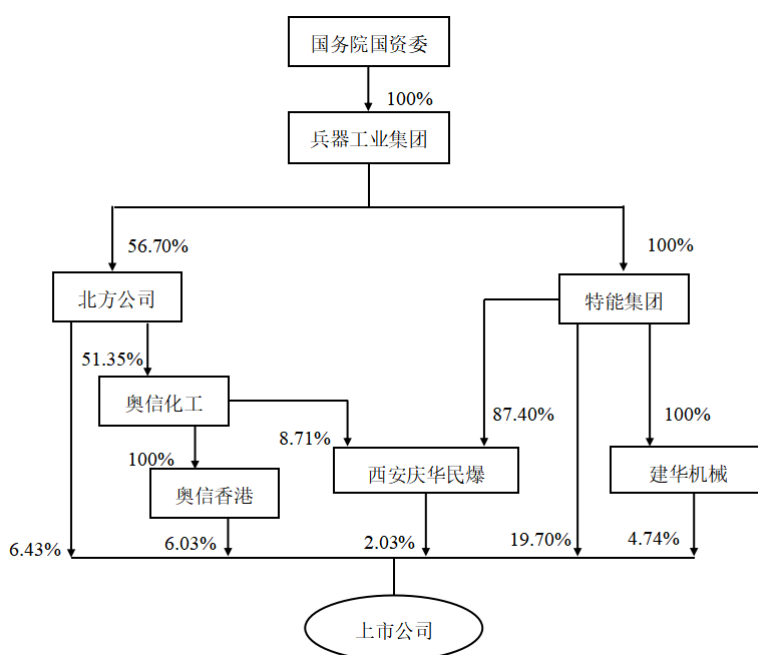 国务院国资委
100%
兵器工业集团
56.70%
100%
北方公司
特能集团
51.35%
奥信化工
8.71%
87.40%
100%
100%
奥信香港
西安庆华民爆
建华机械
6.43%
6.03%
2.03%
19.70%
4.74%
上市公司